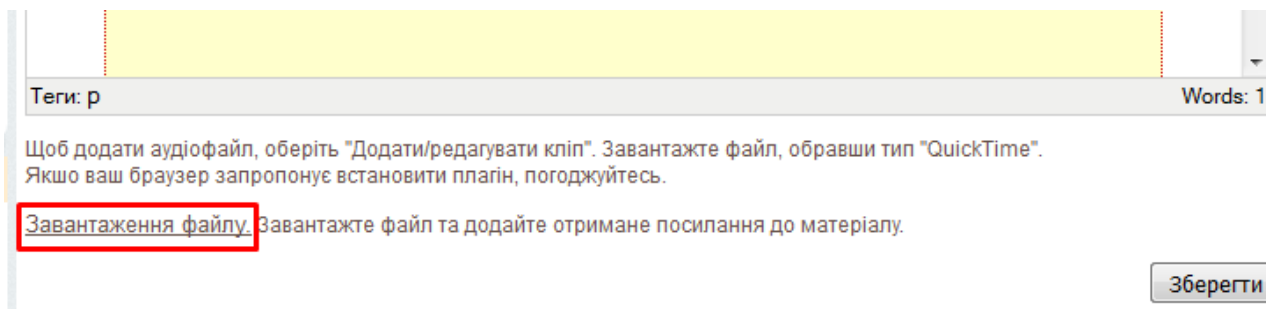 Теги: p Words: 1
Щоб додати аудіофайл, оберіть "Додати/редагувати кліп". Завантажте файл, обравши тип "QuickTime".
Якшо ваш браузер запропонує встановити плагін, погоджуйтесь.
Завантаження файлу. Завантажте файл та додайте отримане посилання до матеріалу.
Зберегти